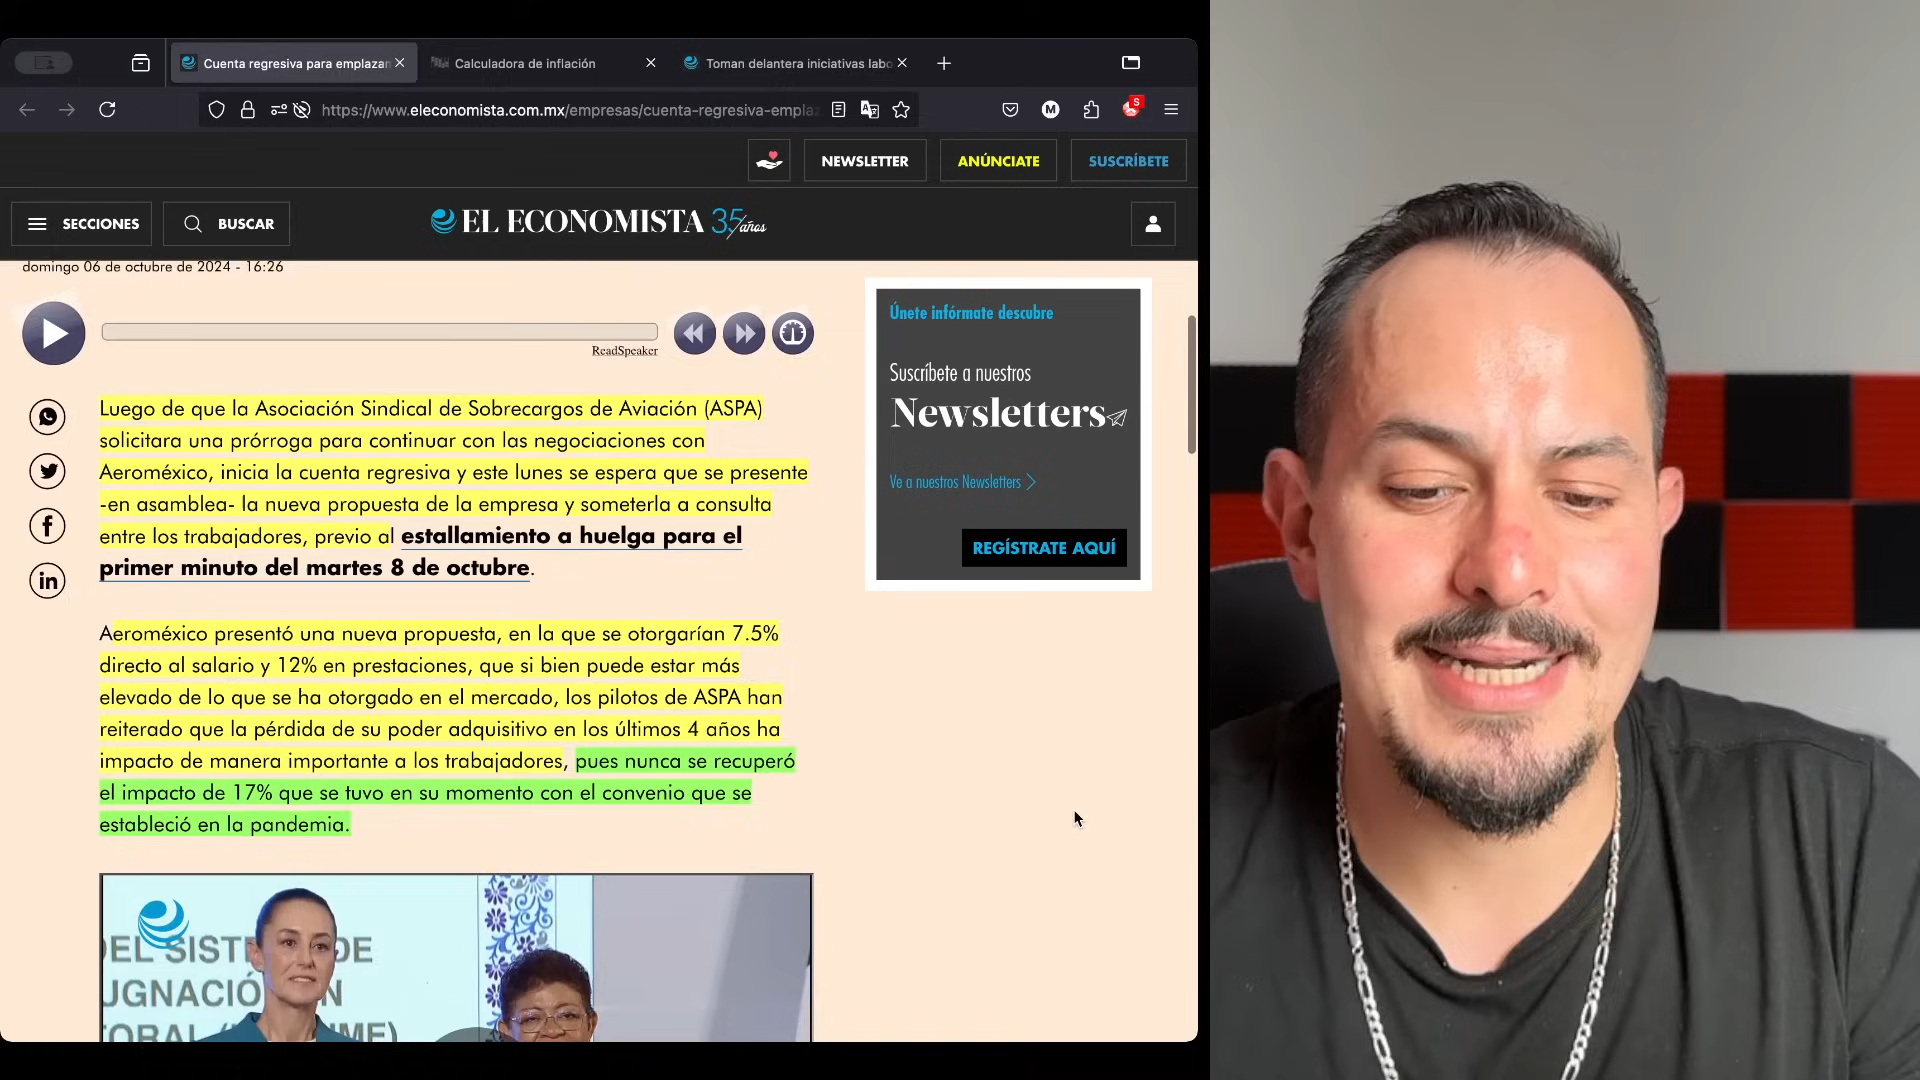 Cuenta regresiva para emplazan
Calculadora de inflación
Toman delantera iniciativas labo
https://www.eleconomista.com.mx/empresas/cuenta-regresiva-emplaz
M
S
NEWSLETTER
ANÚNCIATE
SUSCRÍBETE
SECCIONES
BUSCAR
EL ECONOMISTA 35 años
domingo 06 de octubre de 2024 - 16:26
ReadSpeaker
Luego de que la Asociación Sindical de Sobrecargos de Aviación (ASPA)
solicitara una prórroga para continuar con las negociaciones con
Aeroméxico, inicia la cuenta regresiva y este lunes se espera que se presente
-en asamblea- la nueva propuesta de la empresa y someterla a consulta
entre los trabajadores, previo al estallamiento a huelga para el
primer minuto del martes 8 de octubre.
Aeroméxico presentó una nueva propuesta, en la que se otorgarían 7.5%
directo al salario y 12% en prestaciones, que si bien puede estar más
elevado de lo que se ha otorgado en el mercado, los pilotos de ASPA han
reiterado que la pérdida de su poder adquisitivo en los últimos 4 años ha
impacto de manera importante a los trabajadores, pues nunca se recuperó
el impacto de 17% que se tuvo en su momento con el convenio que se
estableció en la pandemia.
Únete infórmate descubre
Suscríbete a nuestros
Newsletters
Ve a nuestros Newsletters
REGÍSTRATE AQUÍ
DEL SIST DE
UGNACIÓ N